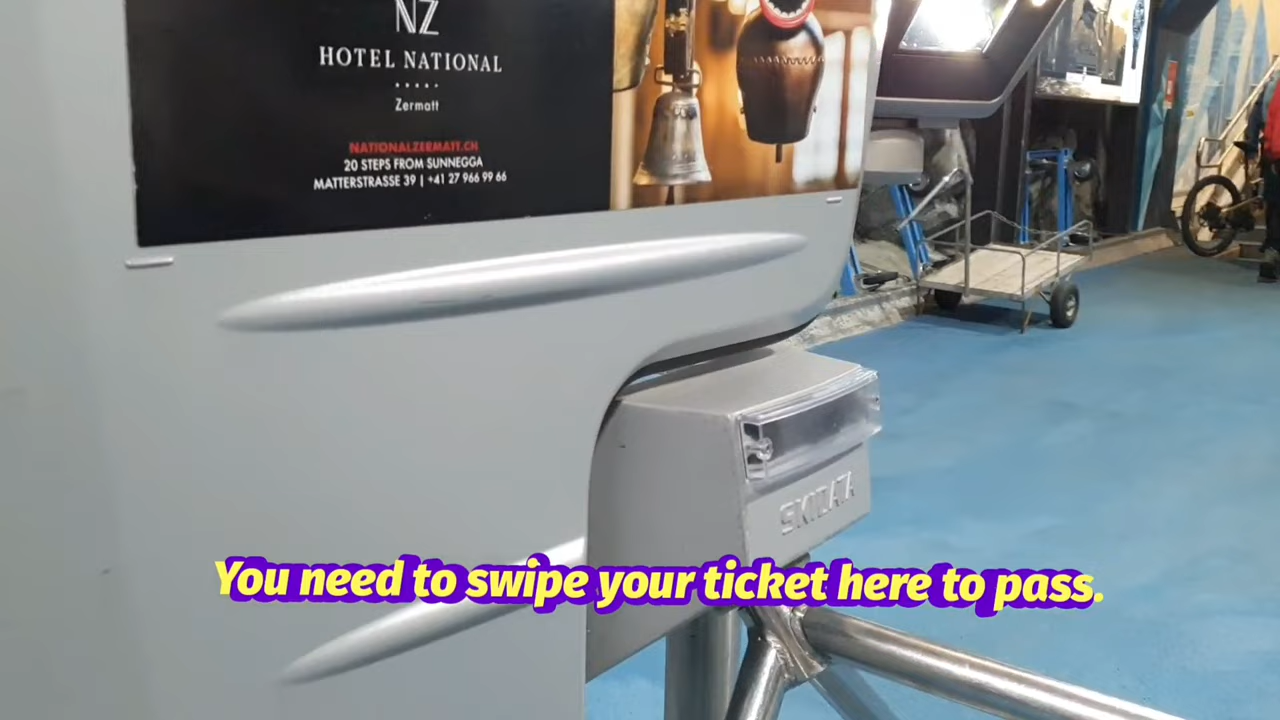 NZ
HOTEL NATIONAL
Zermatt
NATIONALZERMATT.CH
20 STEPS FROM SUNNEGGA
MATTERSTRASSE 39 | +41 27 966 99 66
SKIDATA
You need to swipe your ticket here to pass.